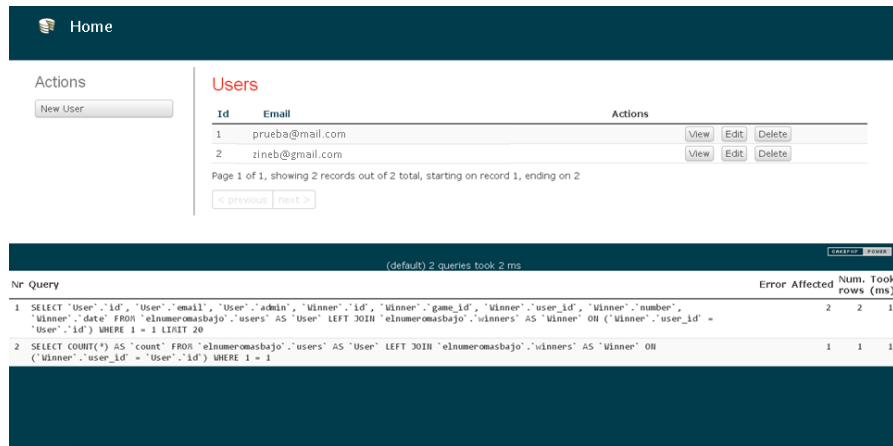 Home
Actions
New User
Users
Id Email Actions
1 prueba@mail.com View Edit Delete
2 zineb@gmail.com View Edit Delete
Page 1 of 1, showing 2 records out of 2 total, starting on record 1, ending on 2
< previous next >
CAKEPHP POWER
(default) 2 queries took 2 ms
Nr Query Error Affected Num. rows Took (ms)
1 SELECT `User`.`id`, `User`.`email`, `User`.`admin`, `Winner`.`id`, `Winner`.`game_id`, `Winner`.`user_id`, `Winner`.`number`, 2 2 1
`Winner`.`date` FROM `elnumeromasbajo`.`users` AS `User` LEFT JOIN `elnumeromasbajo`.`winners` AS `Winner` ON (`Winner`.`user_id` =
`User`.`id`) WHERE 1 = 1 LIMIT 20
2 SELECT COUNT(*) AS `count` FROM `elnumeromasbajo`.`users` AS `User` LEFT JOIN `elnumeromasbajo`.`winners` AS `Winner` ON 1 1 1
(`Winner`.`user_id` = `User`.`id`) WHERE 1 = 1